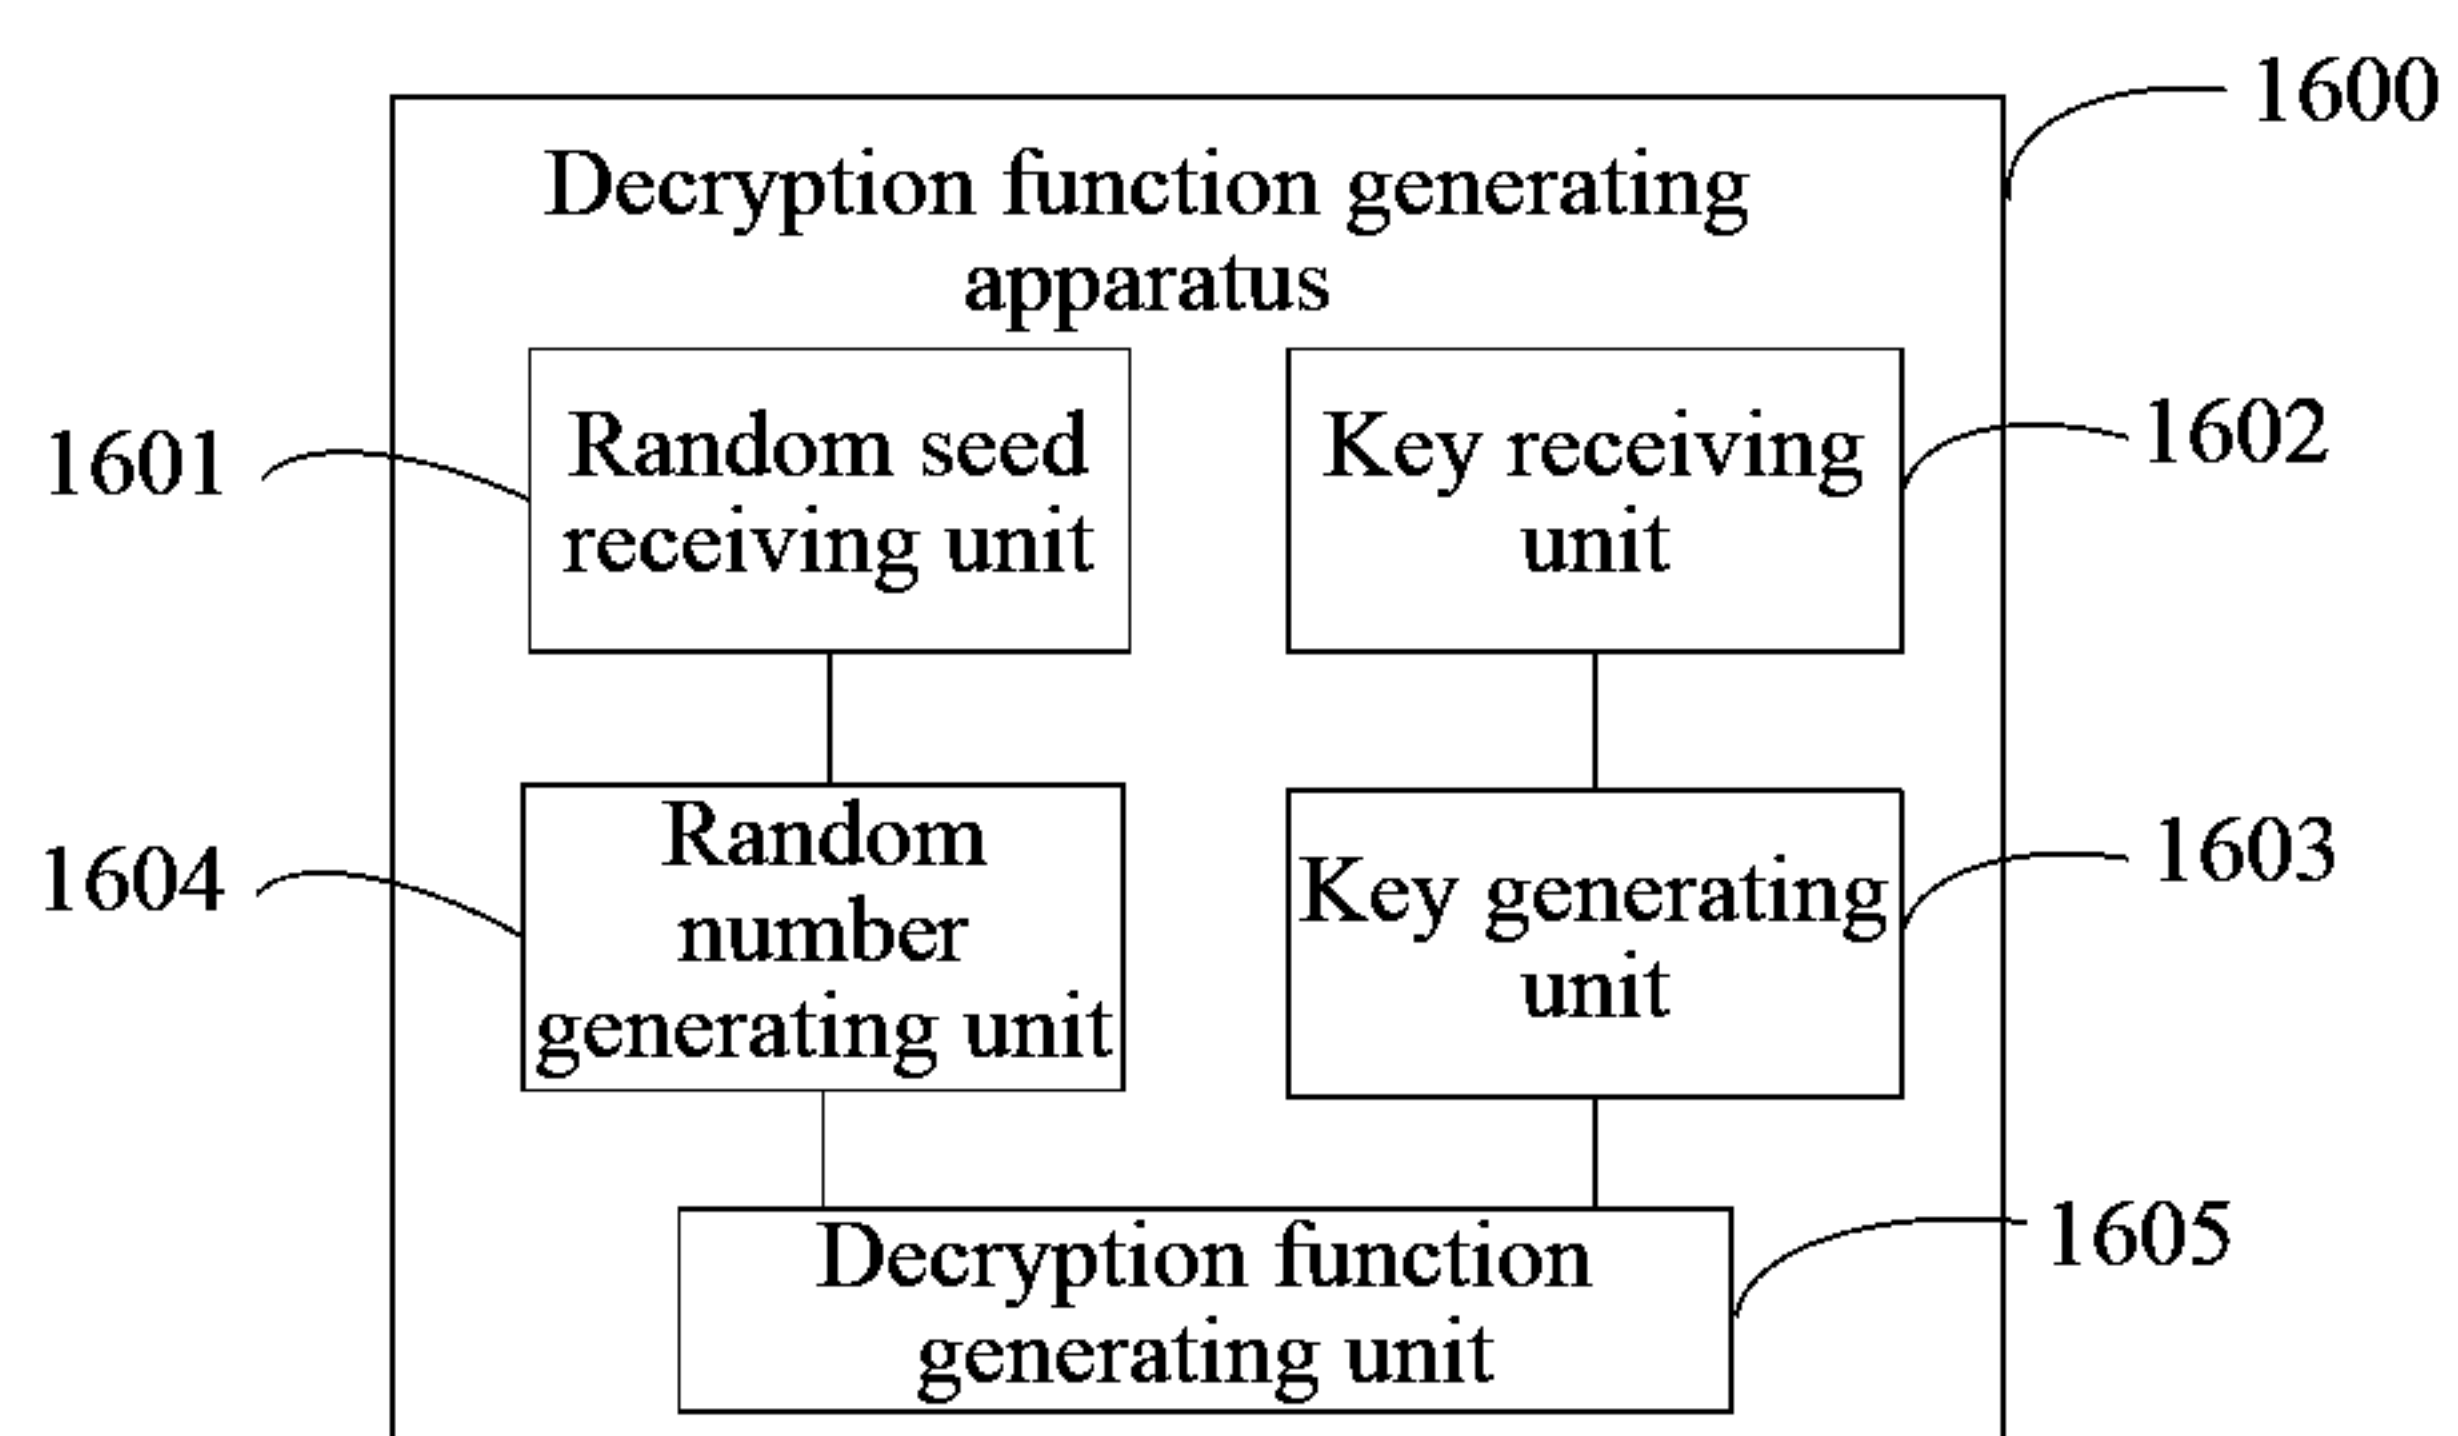 1600
Decryption function generating
apparatus
1601
Random seed
receiving unit
Key receiving
unit
1602
1604
Random
number
generating unit
Key generating
unit
1603
Decryption function
generating unit
1605